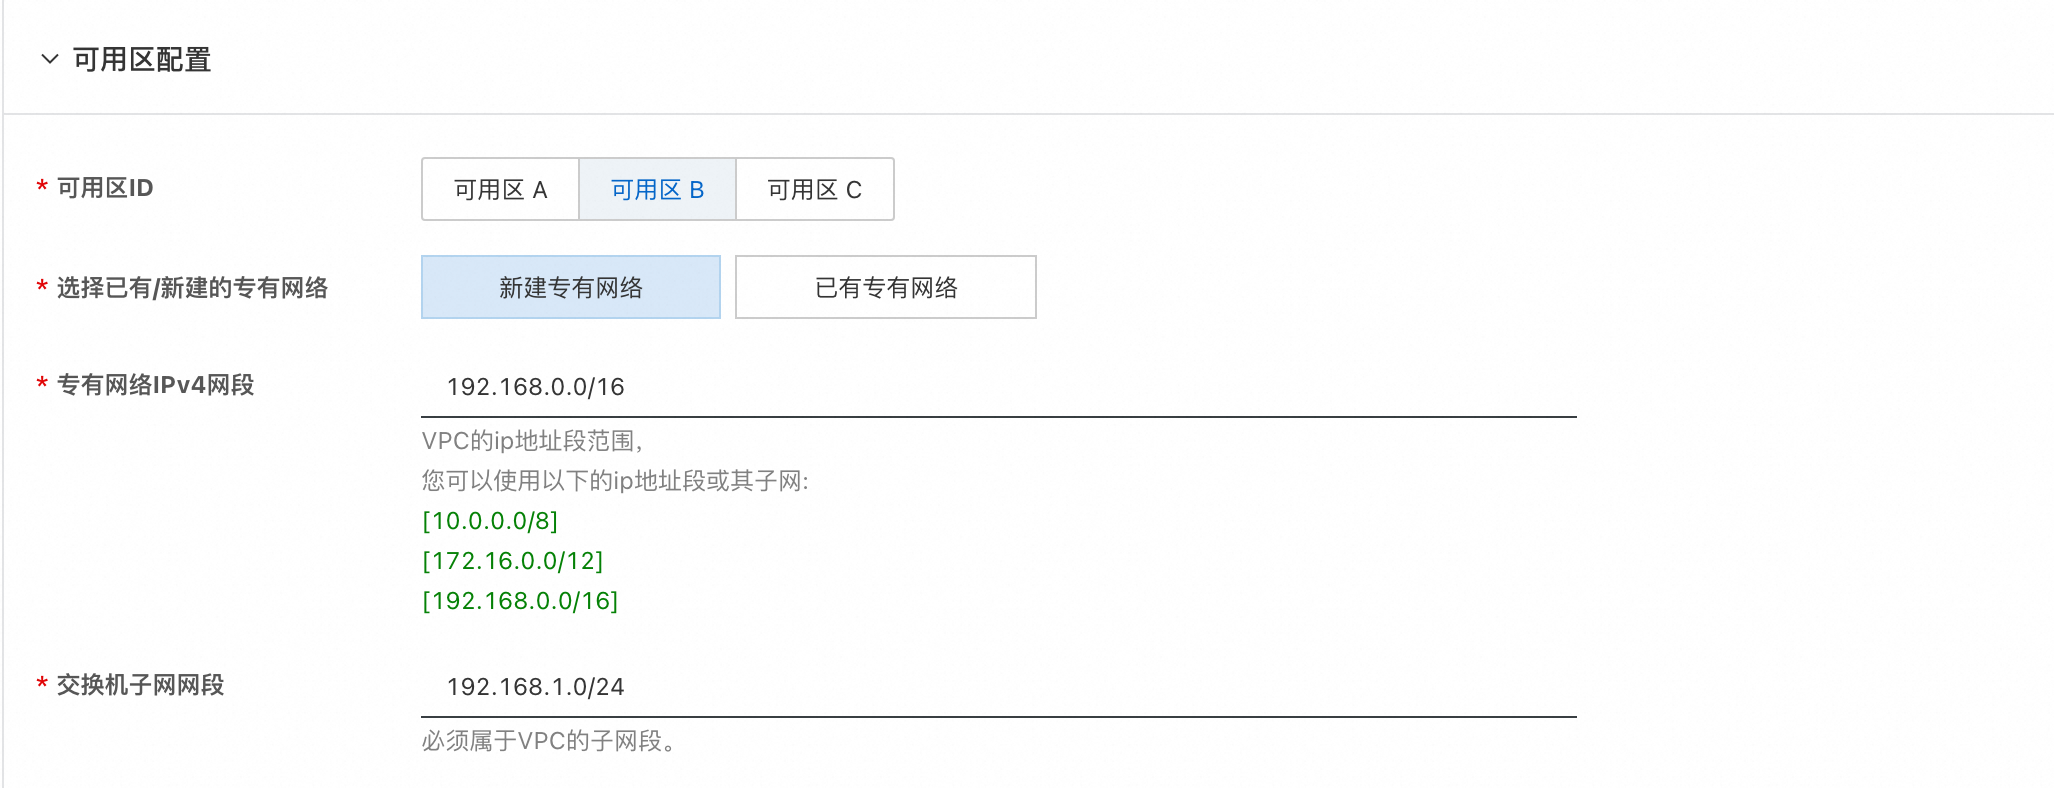 可用区配置
* 可用区ID
可用区 A 可用区 B 可用区 C
* 选择已有/新建的专有网络
新建专有网络 已有专有网络
* 专有网络IPv4网段
192.168.0.0/16
VPC的ip地址段范围,
您可以使用以下的ip地址段或其子网:
[10.0.0.0/8]
[172.16.0.0/12]
[192.168.0.0/16]
* 交换机子网网段
192.168.1.0/24
必须属于VPC的子网段。